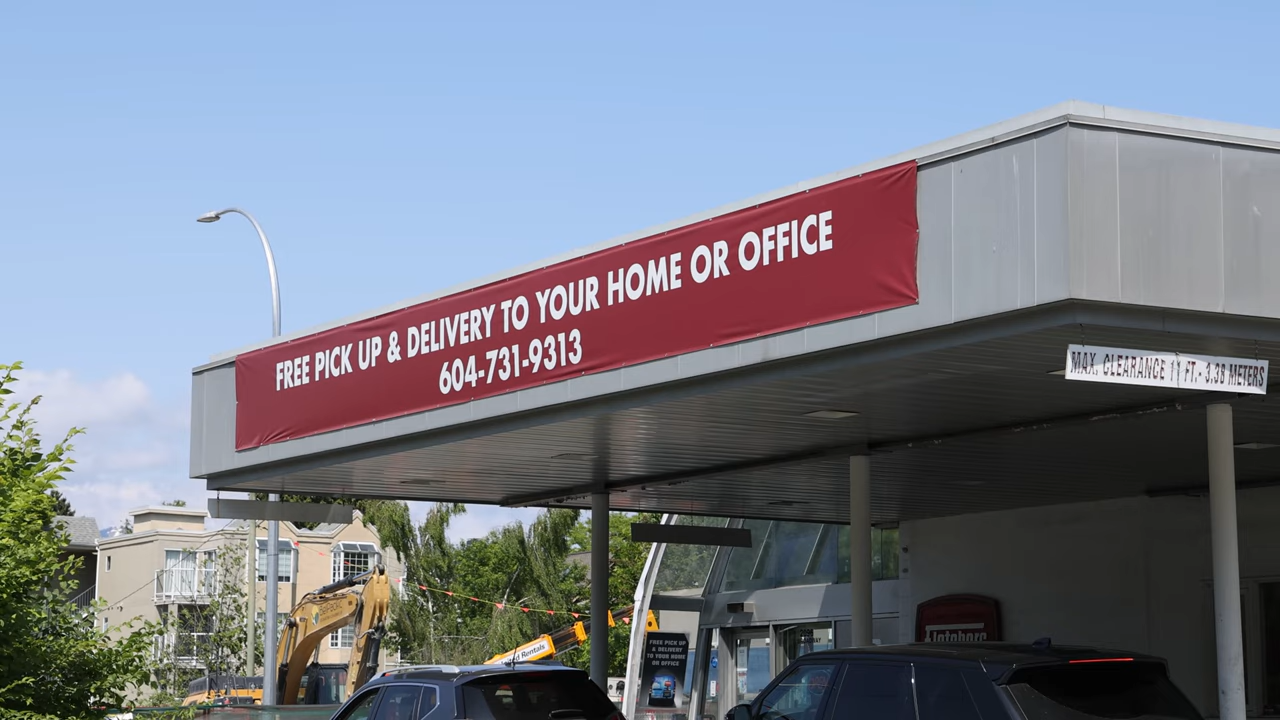 FREE PICK UP & DELIVERY TO YOUR HOME OR OFFICE
604-731-9313
MAX. CLEARANCE 11 FT.- 3.38 METERS
FREE PICK UP
& DELIVERY
TO YOUR HOME
OR OFFICE
Rentals